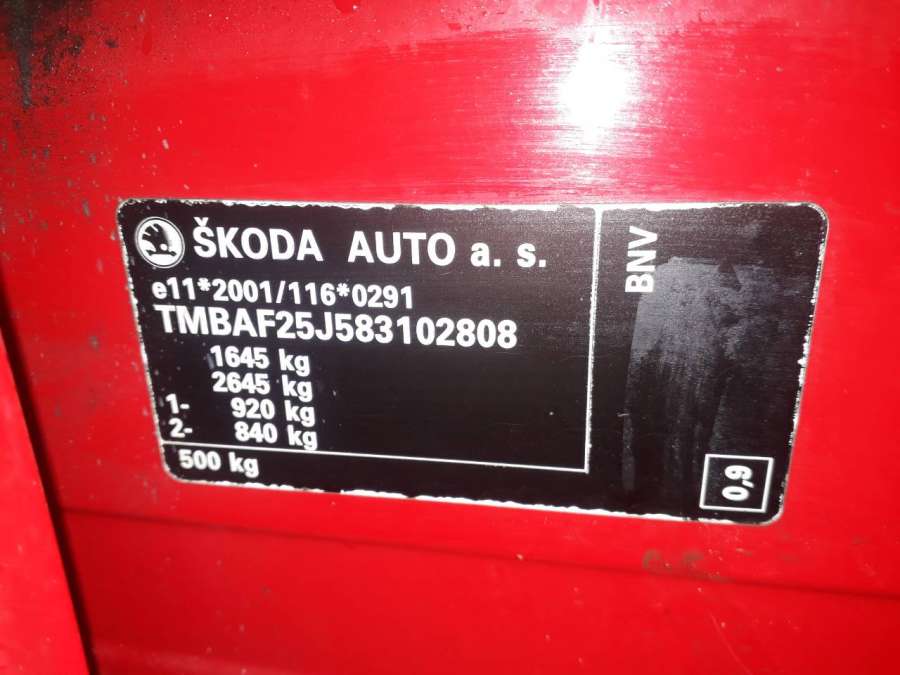 ŠKODA AUTO a. s.
e11*2001/116*0291
TMBAF25J583102808
1645 kg
2645 kg
1- 920 kg
2- 840 kg
500 kg
BNV
0,9